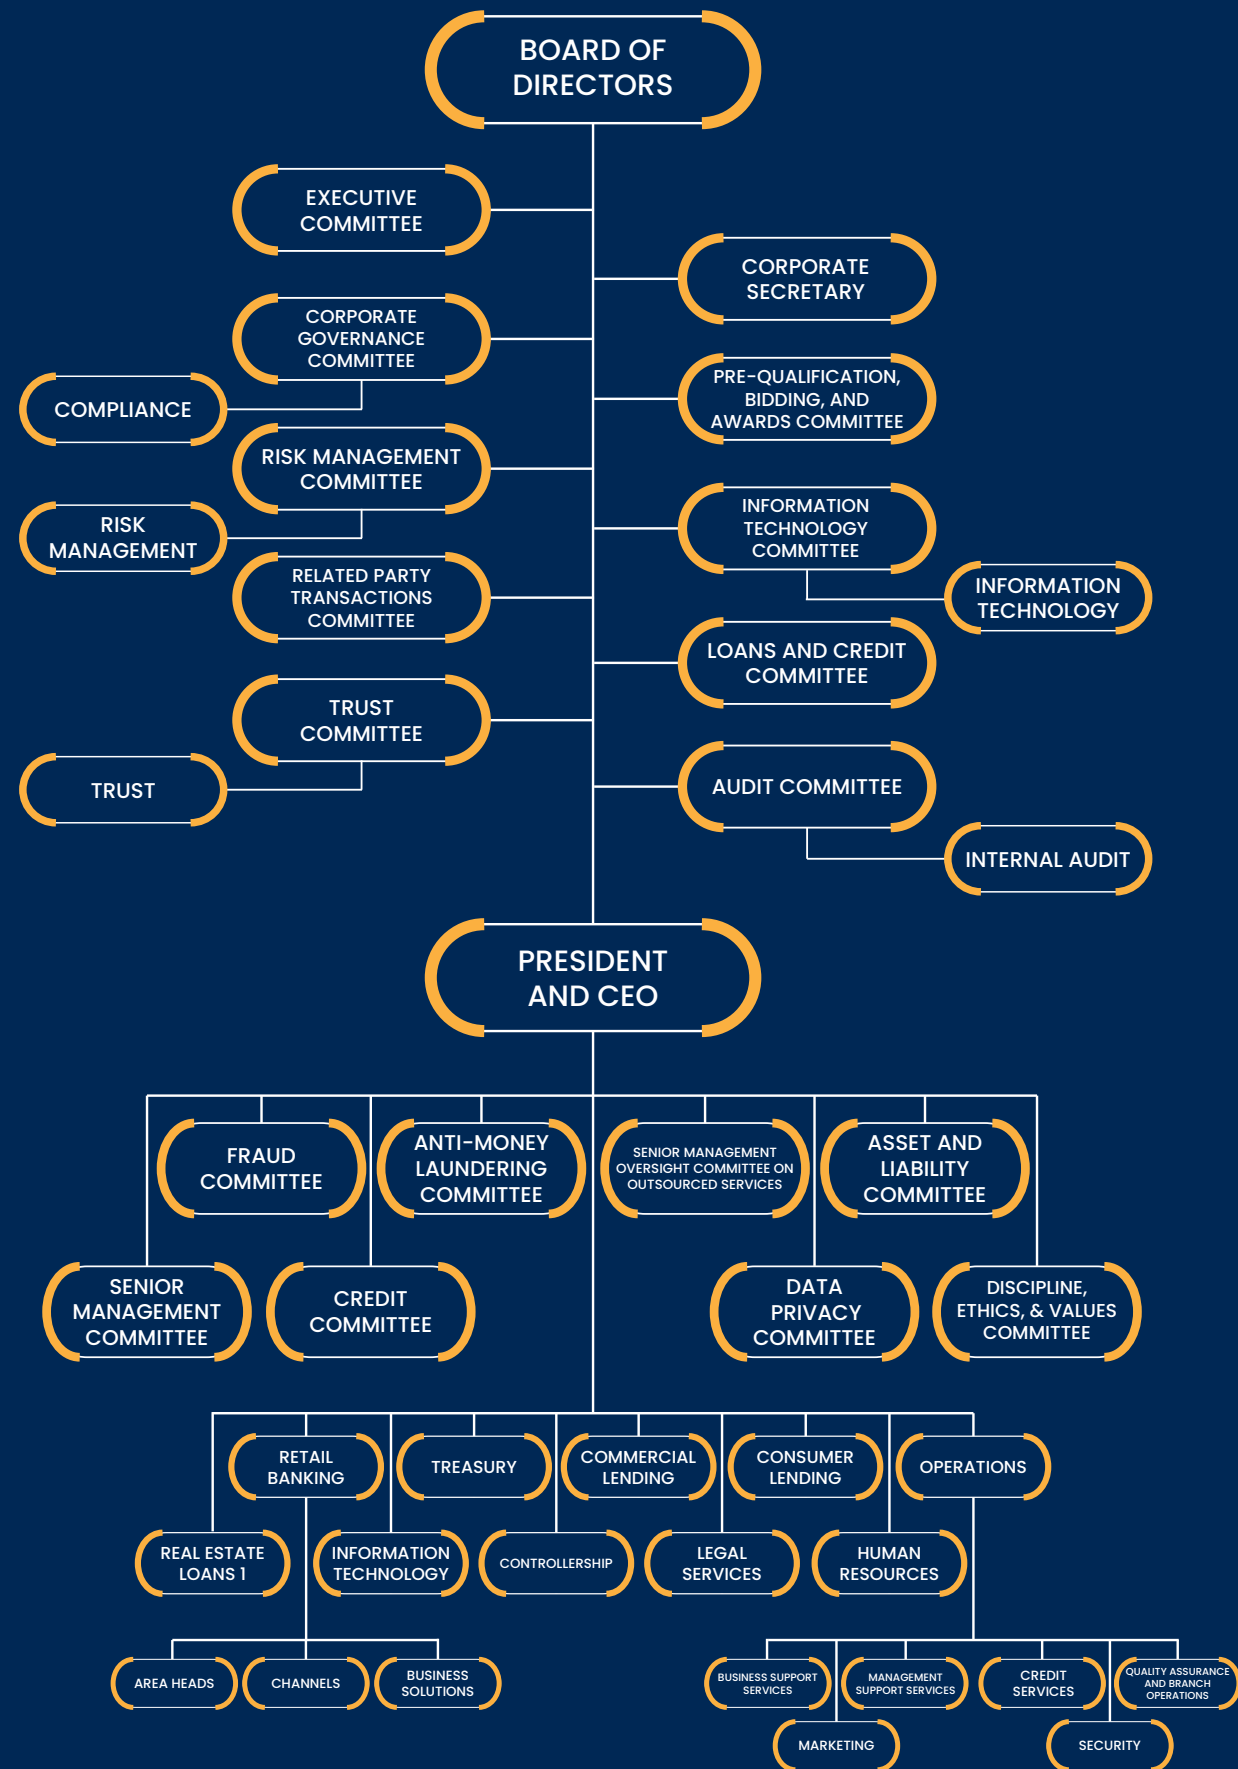 BOARD OF
DIRECTORS
EXECUTIVE
COMMITTEE
CORPORATE
SECRETARY
CORPORATE
GOVERNANCE
COMMITTEE
PRE-QUALIFICATION,
BIDDING, AND
AWARDS COMMITTEE
COMPLIANCE
RISK MANAGEMENT
COMMITTEE
INFORMATION
TECHNOLOGY
COMMITTEE
RISK
MANAGEMENT
RELATED PARTY
TRANSACTIONS
COMMITTEE
INFORMATION
TECHNOLOGY
LOANS AND CREDIT
COMMITTEE
TRUST
COMMITTEE
AUDIT COMMITTEE
TRUST
INTERNAL AUDIT
PRESIDENT
AND CEO
FRAUD
COMMITTEE
ANTI-MONEY
LAUNDERING
COMMITTEE
SENIOR MANAGEMENT
OVERSIGHT COMMITTEE ON
OUTSOURCED SERVICES
ASSET AND
LIABILITY
COMMITTEE
SENIOR
MANAGEMENT
COMMITTEE
CREDIT
COMMITTEE
DATA
PRIVACY
COMMITTEE
DISCIPLINE,
ETHICS, & VALUES
COMMITTEE
RETAIL
BANKING
TREASURY
COMMERCIAL
LENDING
CONSUMER
LENDING
OPERATIONS
REAL ESTATE
LOANS 1
INFORMATION
TECHNOLOGY
CONTROLLERSHIP
LEGAL
SERVICES
HUMAN
RESOURCES
AREA HEADS
CHANNELS
BUSINESS
SOLUTIONS
BUSINESS SUPPORT
SERVICES
MANAGEMENT
SUPPORT SERVICES
CREDIT
SERVICES
QUALITY ASSURANCE
AND BRANCH
OPERATIONS
MARKETING
SECURITY